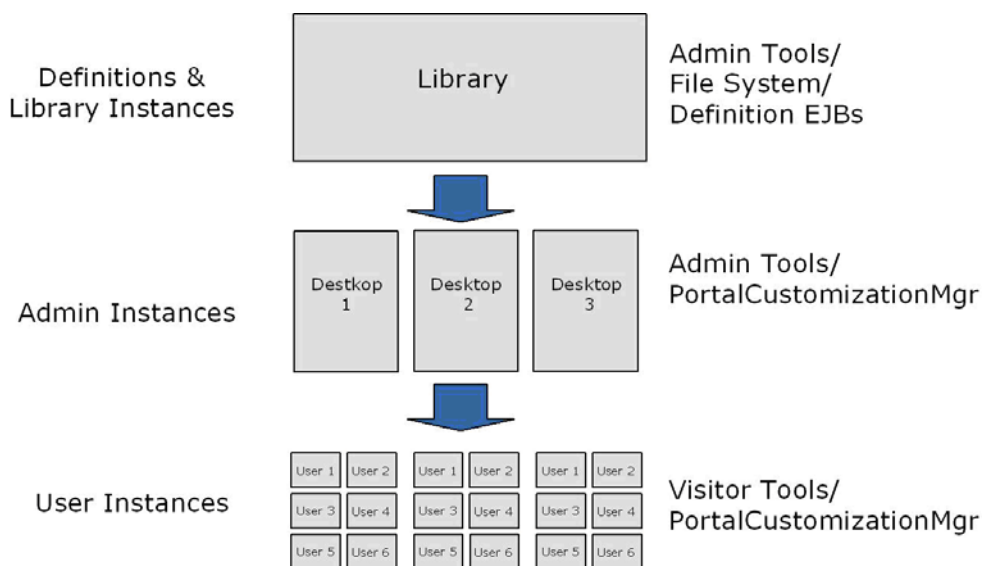 Definitions &
Library Instances
Library
Admin Tools/
File System/
Definition EJBs
Admin Instances
Destkop
1
Desktop
2
Desktop
3
Admin Tools/
PortalCustomizationMgr
User Instances
User 1
User 2
User 1
User 2
User 1
User 2
User 3
User 4
User 3
User 4
User 3
User 4
User 5
User 6
User 5
User 6
User 5
User 6
Visitor Tools/
PortalCustomizationMgr